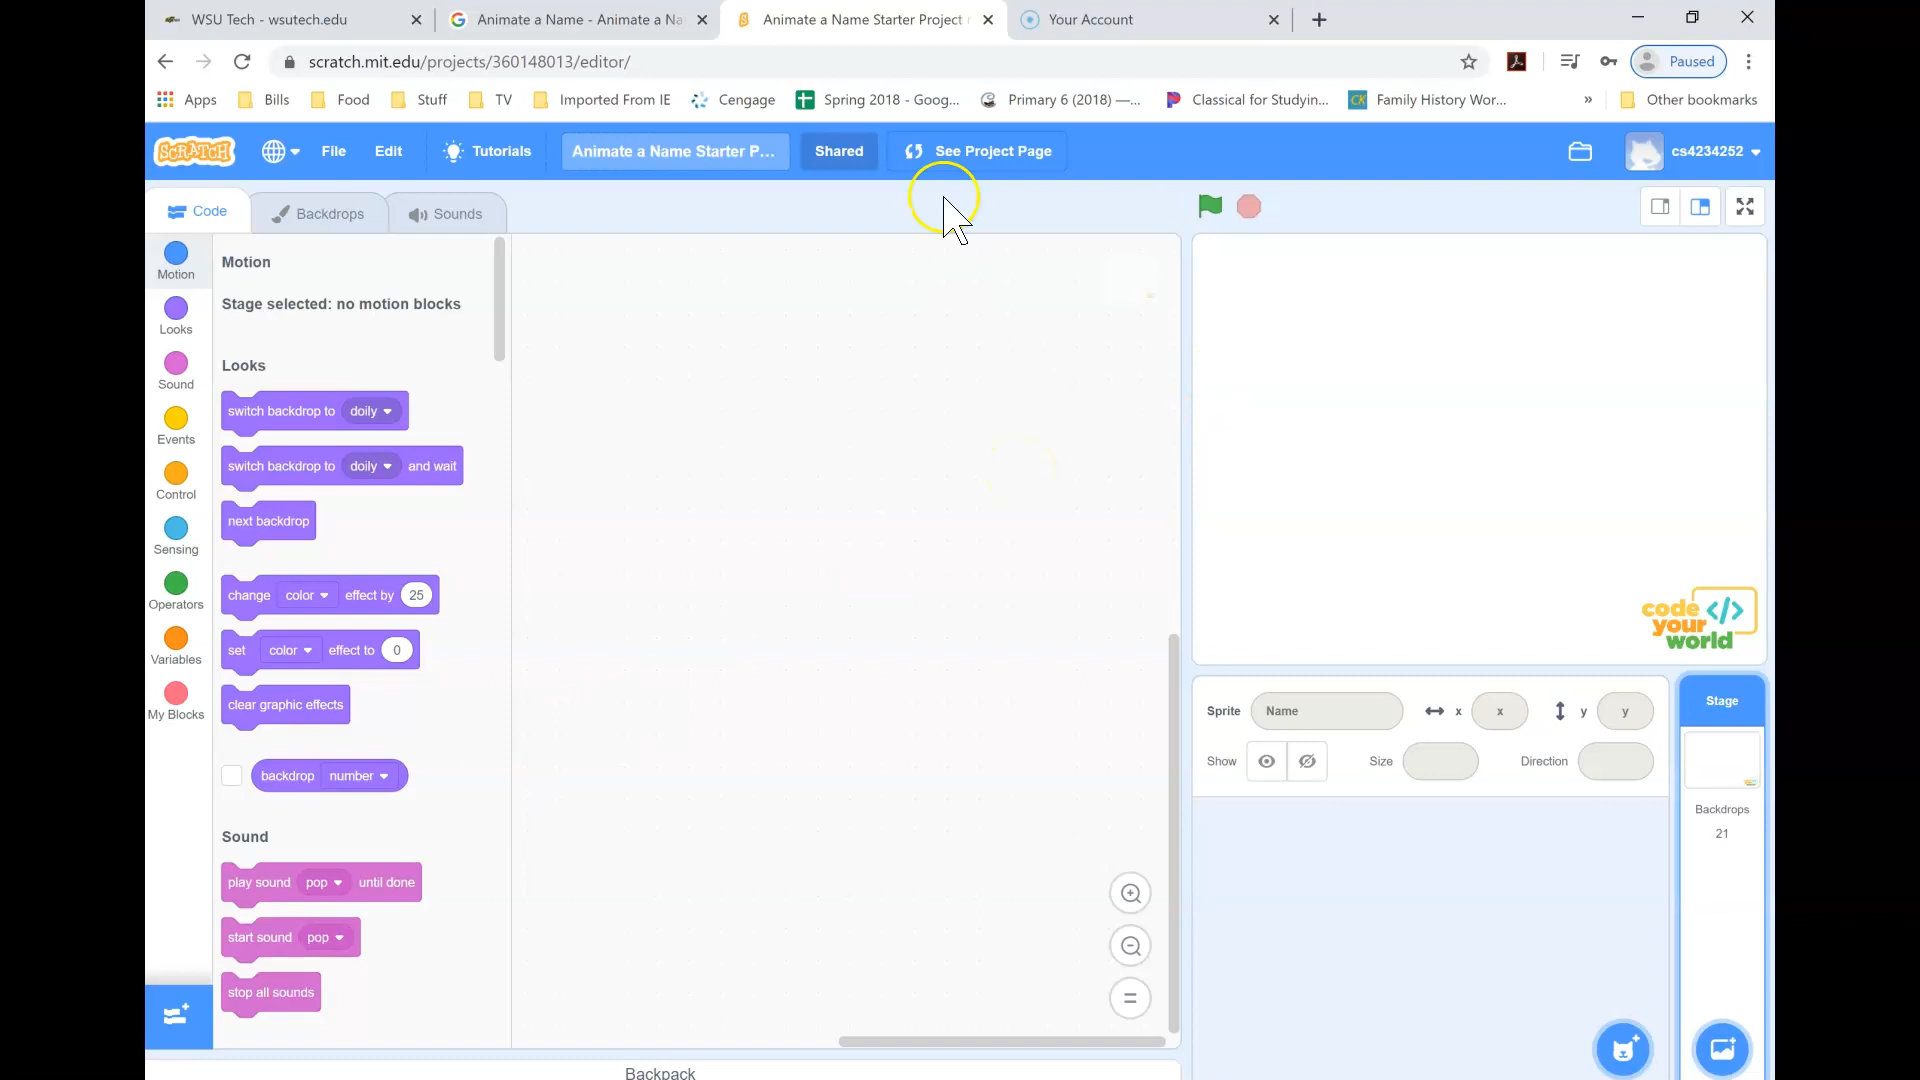 WSU Tech - wsutech.edu
Animate a Name - Animate a Na
Animate a Name Starter Project
Your Account
scratch.mit.edu/projects/360148013/editor/
Paused
Apps
Bills
Food
Stuff
TV
Imported From IE
Cengage
Spring 2018 - Goog...
Primary 6 (2018) —...
Classical for Studyin...
CK
Family History Wor...
»
Other bookmarks
SCRATCH
File
Edit
Tutorials
Animate a Name Starter P...
Shared
See Project Page
cs4234252
Code
Backdrops
Sounds
Motion
Looks
Sound
Events
Control
Sensing
Operators
Variables
My Blocks
Motion
Stage selected: no motion blocks
Looks
switch backdrop to doily
switch backdrop to doily and wait
next backdrop
change color effect by 25
set color effect to 0
clear graphic effects
backdrop number
Sound
play sound pop until done
start sound pop
stop all sounds
Backpack
code </>
your
world
Sprite
Name
x
x
y
y
Show
Size
Direction
Stage
Backdrops
21